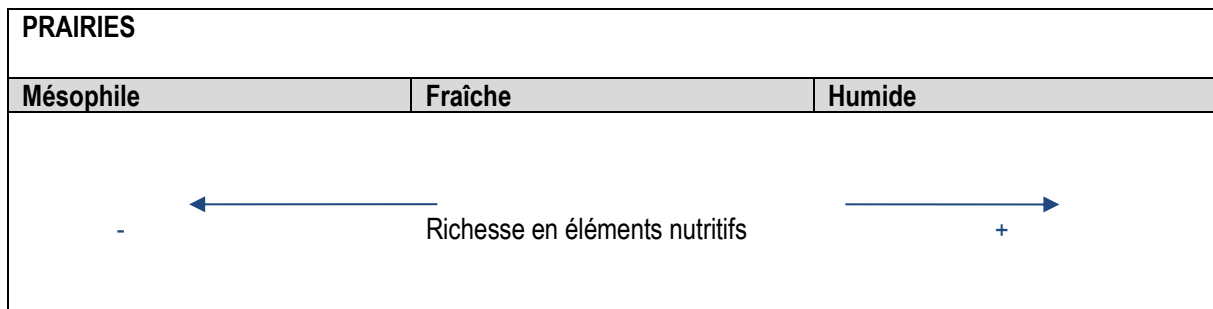 PRAIRIES
Mésophile Fraîche Humide
- Richesse en éléments nutritifs +